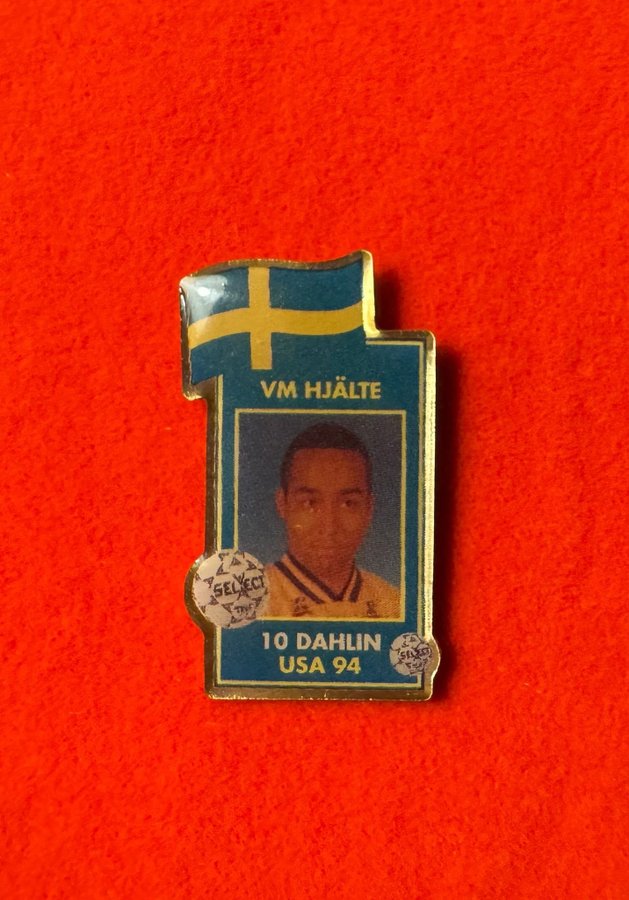 VM HJÄLTE
SELECT
10 DAHLIN
USA 94
SELECT